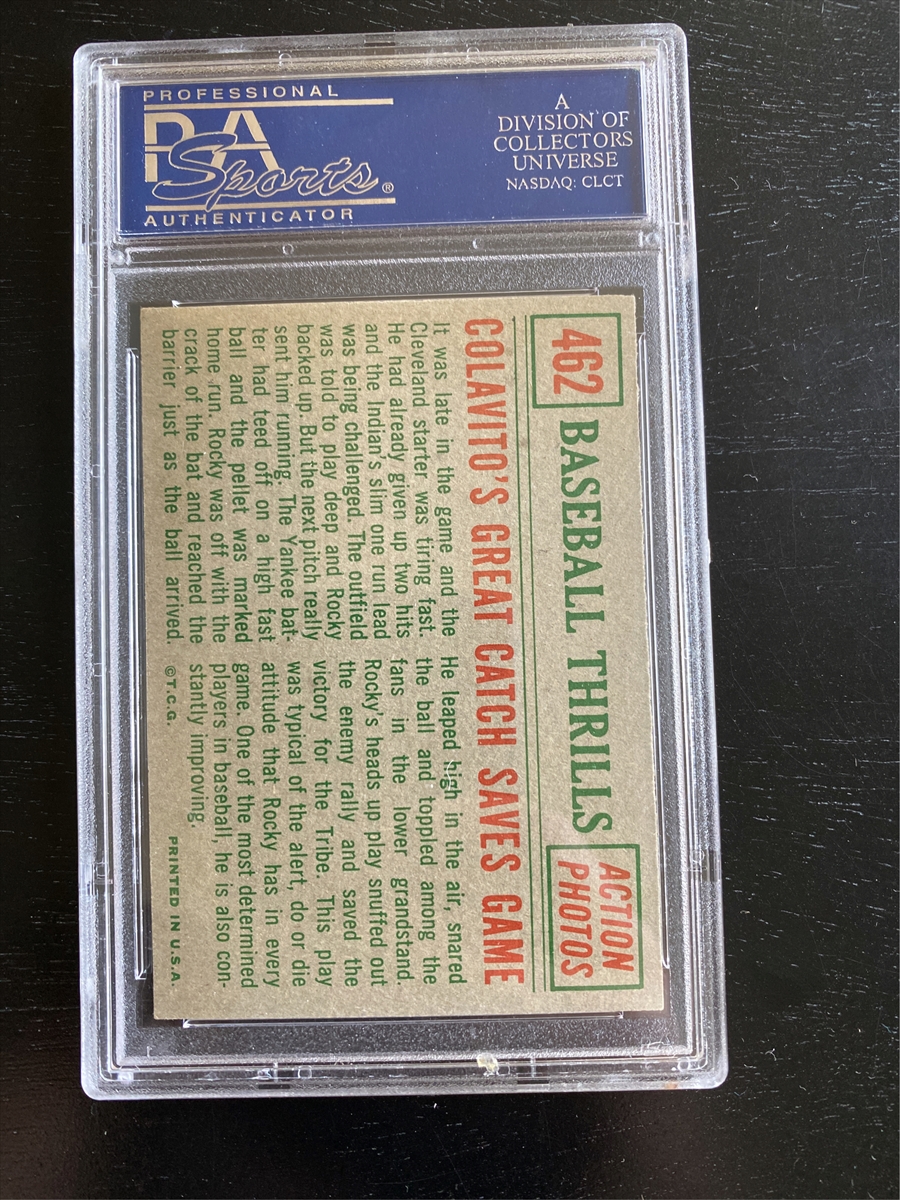 PROFESSIONAL
PSA
Sports®
AUTHENTICATOR
A
DIVISION OF
COLLECTORS
UNIVERSE
NASDAQ: CLCT
462
BASEBALL THRILLS
ACTION
PHOTOS
COLAVITO'S GREAT CATCH SAVES GAME
It was late in the game and the
Cleveland starter was tiring fast.
He had already given up two hits
and the Indian's slim one run lead
was being challenged. The outfield
was told to play deep and Rocky
backed up. But the next pitch really
sent him running. The Yankee bat-
ter had teed off on a high fast
ball and the pellet was marked
home run. Rocky was off with the
crack of the bat and reached the
barrier just as the ball arrived.
He leaped high in the air, snared
the ball and toppled among the
fans in the lower grandstand.
Rocky's heads up play snuffed out
the enemy rally and saved the
victory for the Tribe. This play
was typical of the alert, do or die
attitude that Rocky has in every
game. One of the most determined
players in baseball, he is also con-
stantly improving.
©T.C.G.
PRINTED IN U.S.A.